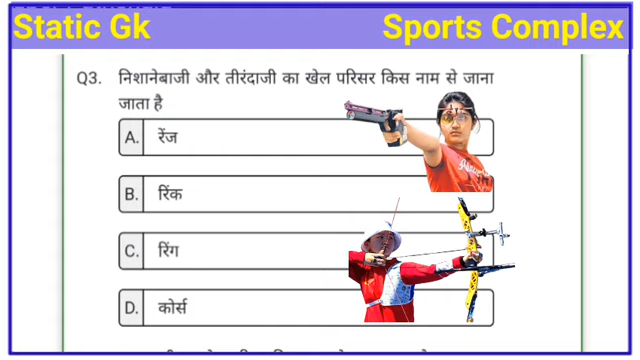 Static Gk
Sports Complex
Q3. निशानेबाजी और तीरंदाजी का खेल परिसर किस नाम से जाना
जाता है
A. रेंज
B. रिंक
C. रिंग
D. कोर्स